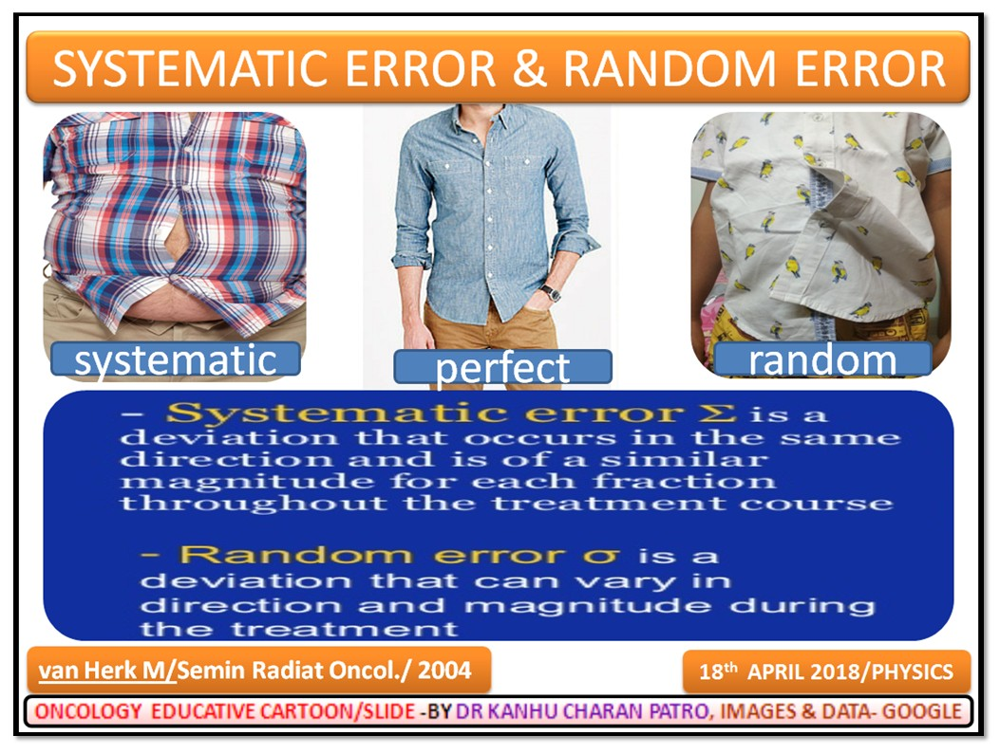 SYSTEMATIC ERROR & RANDOM ERROR
systematic
perfect
random
– Systematic error Σ is a
deviation that occurs in the same
direction and is of a similar
magnitude for each fraction
throughout the treatment course
– Random error σ is a
deviation that can vary in
direction and magnitude during
the treatment
van Herk M/Semin Radiat Oncol./ 2004
18th APRIL 2018/PHYSICS
ONCOLOGY EDUCATIVE CARTOON/SLIDE -BY DR KANHU CHARAN PATRO, IMAGES & DATA- GOOGLE